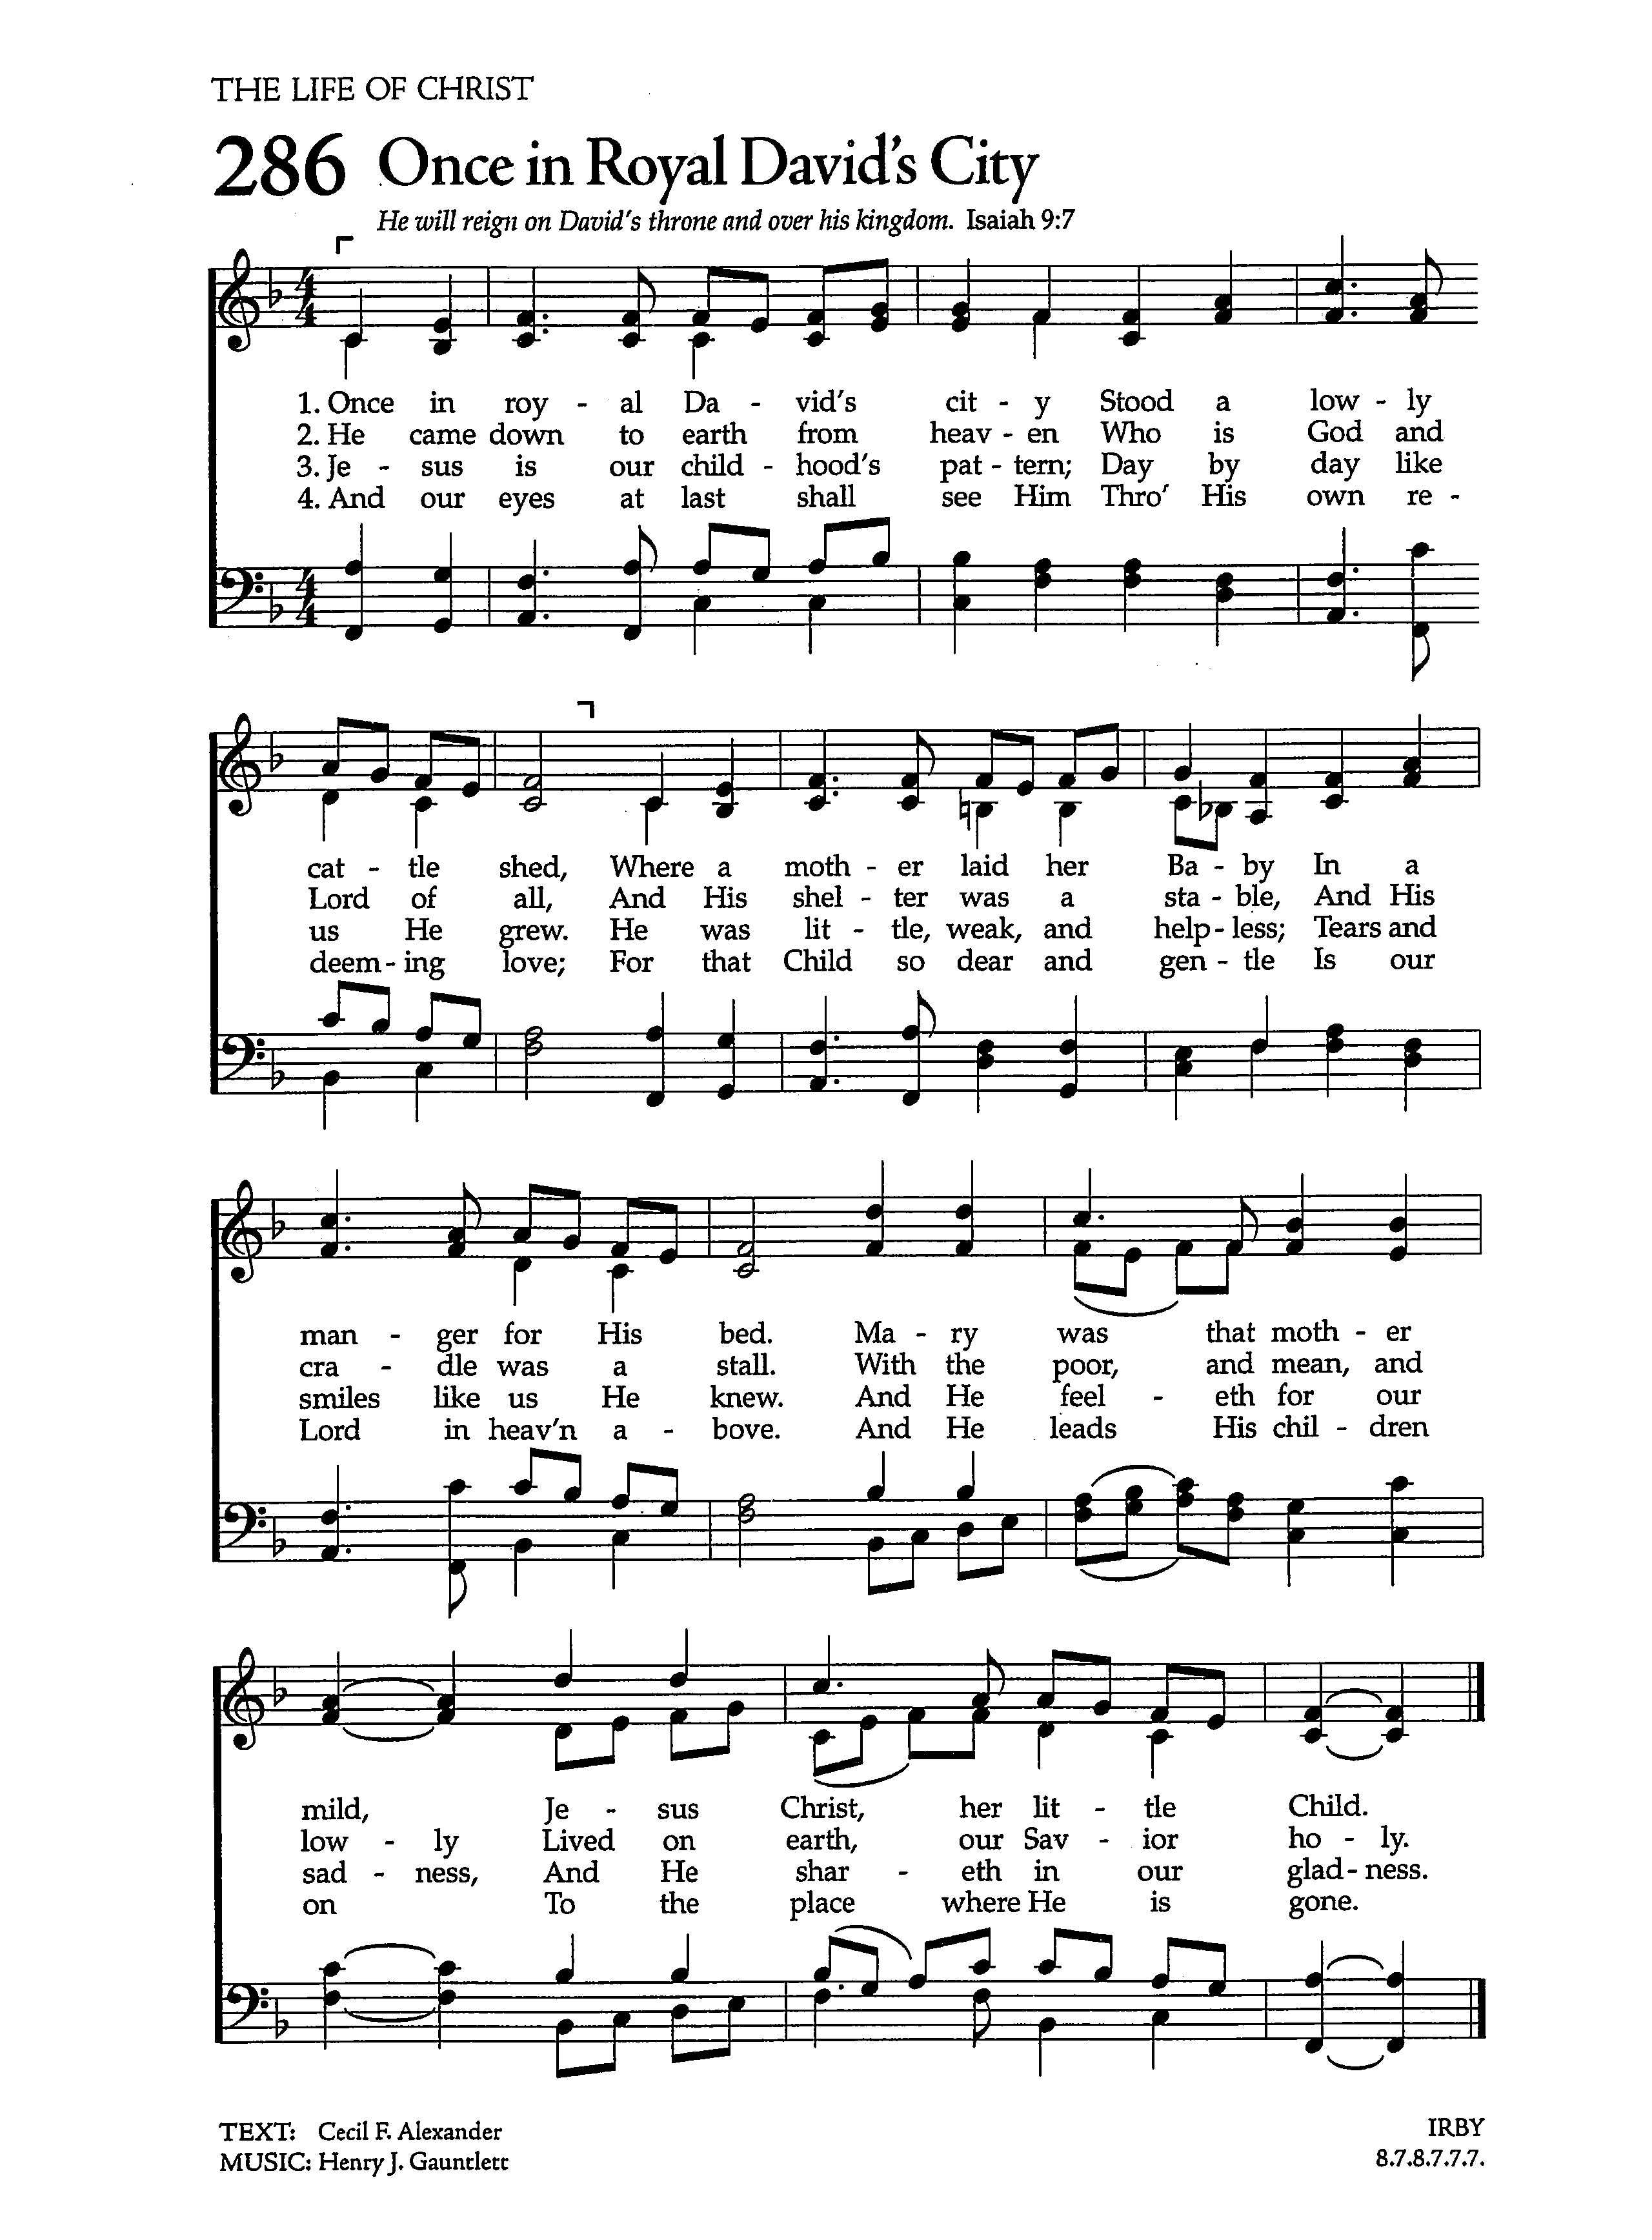 THE LIFE OF CHRIST
286 Once in Royal David's City
He will reign on David's throne and over his kingdom. Isaiah 9:7
1. Once in roy - al Da - vid's cit - y Stood a low - ly
2. He came down to earth from heav - en Who is God and
3. Je - sus is our child - hood's pat - tern; Day by day like
4. And our eyes at last shall see Him Thro' His own re -
cat - tle shed, Where a moth - er laid her Ba - by In a
Lord of all, And His shel - ter was a sta - ble, And His
us He grew. He was lit - tle, weak, and help - less; Tears and
deem - ing love; For that Child so dear and gen - tle Is our
man - ger for His bed. Ma - ry was that moth - er
cra - dle was a stall. With the poor, and mean, and
smiles like us He knew. And He feel - eth for our
Lord in heav'n a - bove. And He leads His chil - dren
mild, Je - sus Christ, her lit - tle Child.
low - ly Lived on earth, our Sav - ior ho - ly.
sad - ness, And He shar - eth in our glad - ness.
on To the place where He is gone.
TEXT: Cecil F. Alexander
MUSIC: Henry J. Gauntlett
IRBY
8.7.8.7.7.7.